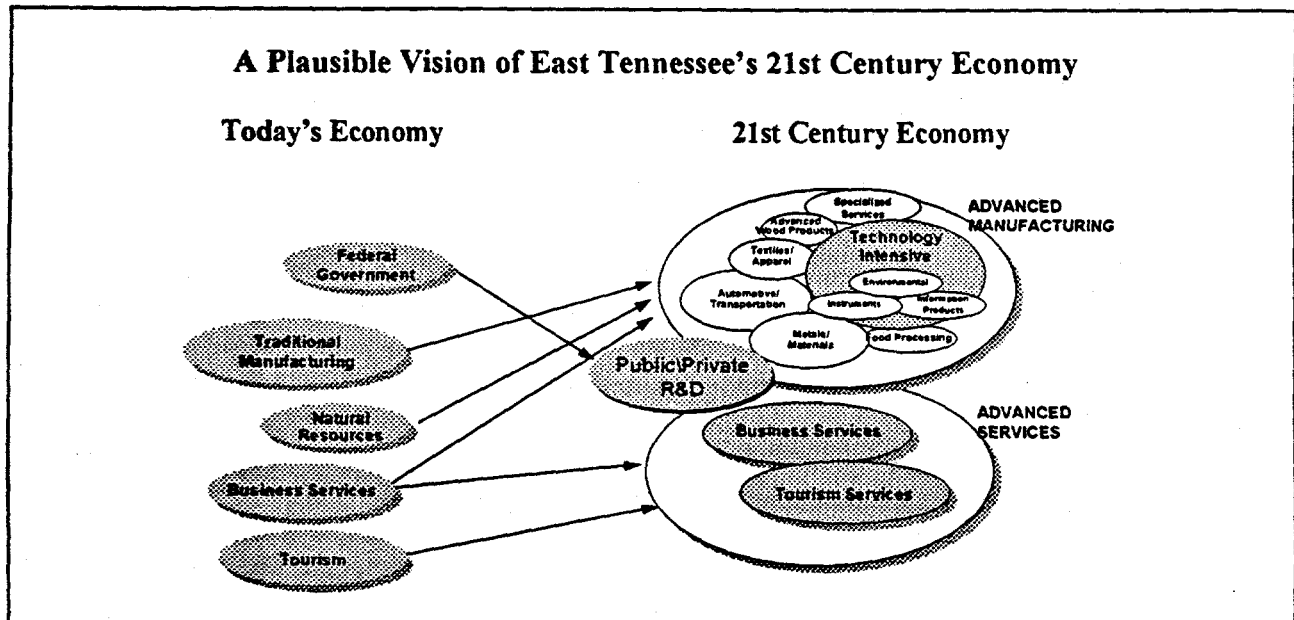 A Plausible Vision of East Tennessee's 21st Century Economy
Today's Economy
21st Century Economy
Federal
Government
Traditional
Manufacturing
Natural
Resources
Business Services
Tourism
Specialized
Services
ADVANCED
MANUFACTURING
Advanced
Wood Products
Technology
Intensive
Textiles/
Apparel
Environmental
Automotive/
Transportation
Instruments
Information
Products
Metals/
Materials
Food Processing
Public\Private
R&D
ADVANCED
SERVICES
Business Services
Tourism Services